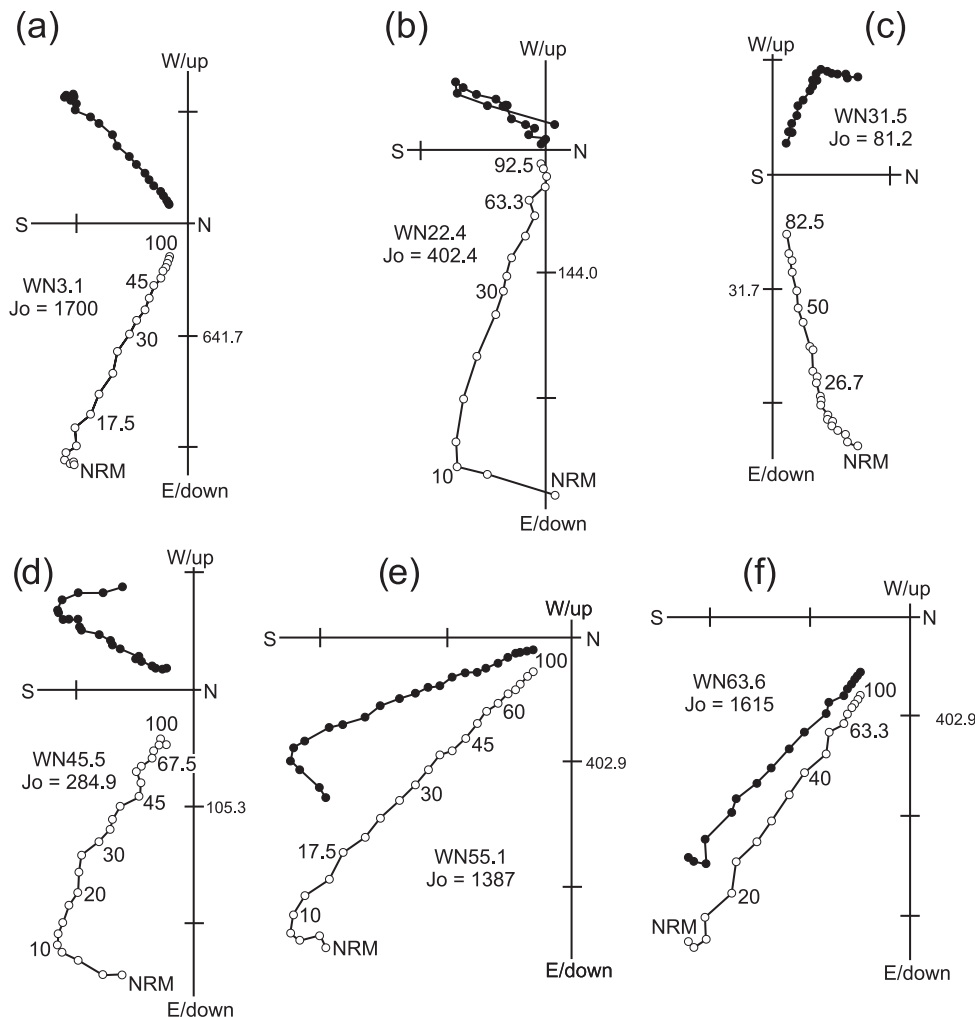 (a)
W/up
S
N
100
45
WN3.1
Jo = 1700
30
641.7
17.5
NRM
E/down
(b)
W/up
S
N
92.5
63.3
WN22.4
Jo = 402.4
144.0
30
10
NRM
E/down
(c)
W/up
WN31.5
Jo = 81.2
S
N
82.5
31.7
50
26.7
NRM
E/down
(d)
W/up
S
N
100
WN45.5
Jo = 284.9
67.5
45
105.3
30
20
10
NRM
E/down
(e)
W/up
S
N
100
60
45
402.9
30
17.5
WN55.1
Jo = 1387
10
NRM
E/down
(f)
W/up
S
N
WN63.6
Jo = 1615
100
402.9
63.3
40
20
NRM
E/down